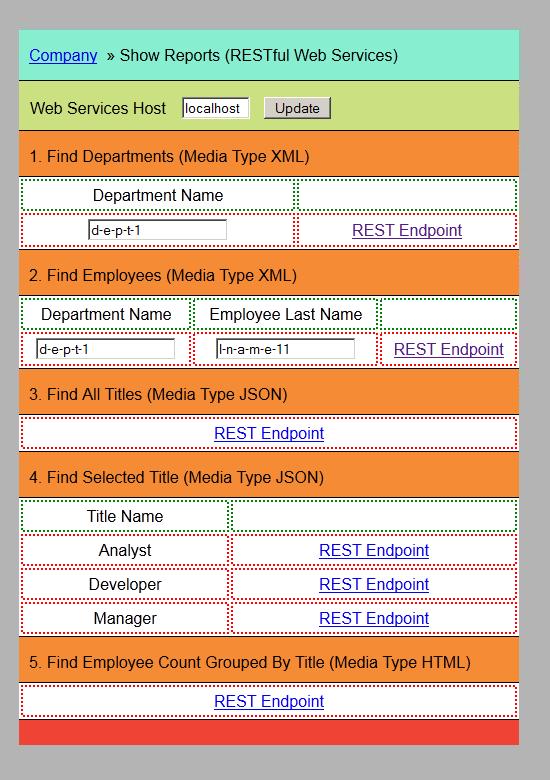 Company » Show Reports (RESTful Web Services)
Web Services Host localhost Update
1. Find Departments (Media Type XML)
Department Name
d-e-p-t-1 REST Endpoint
2. Find Employees (Media Type XML)
Department Name Employee Last Name
d-e-p-t-1 l-n-a-m-e-11 REST Endpoint
3. Find All Titles (Media Type JSON)
REST Endpoint
4. Find Selected Title (Media Type JSON)
Title Name
Analyst REST Endpoint
Developer REST Endpoint
Manager REST Endpoint
5. Find Employee Count Grouped By Title (Media Type HTML)
REST Endpoint